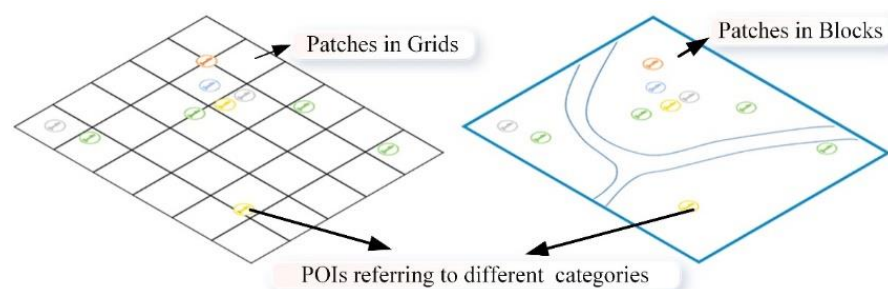 Patches in Grids
Patches in Blocks
POIs referring to different categories